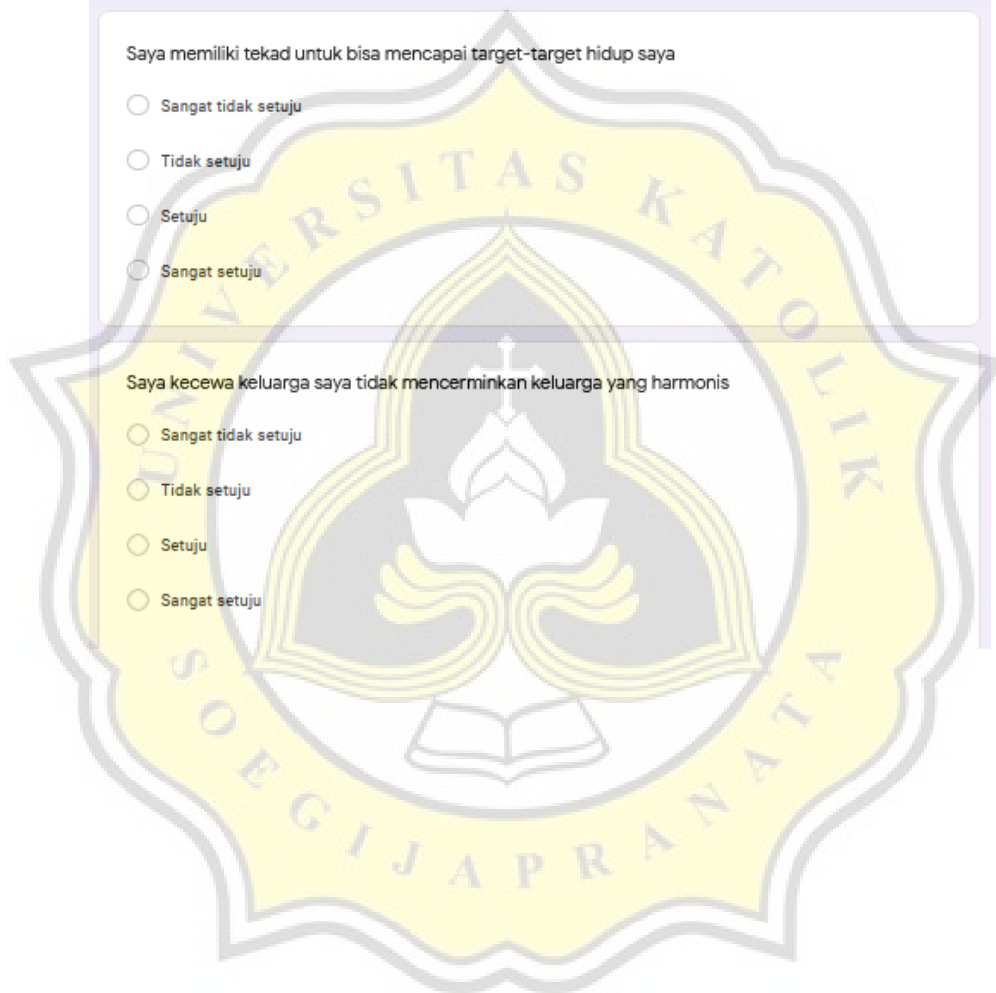 Saya memiliki tekad untuk bisa mencapai target-target hidup saya
Sangat tidak setuju
Tidak setuju
Setuju
Sangat setuju
Saya kecewa keluarga saya tidak mencerminkan keluarga yang harmonis
Sangat tidak setuju
Tidak setuju
Setuju
Sangat setuju
UNIVERSITAS KATOLIK
SOEGIJAPRANATA